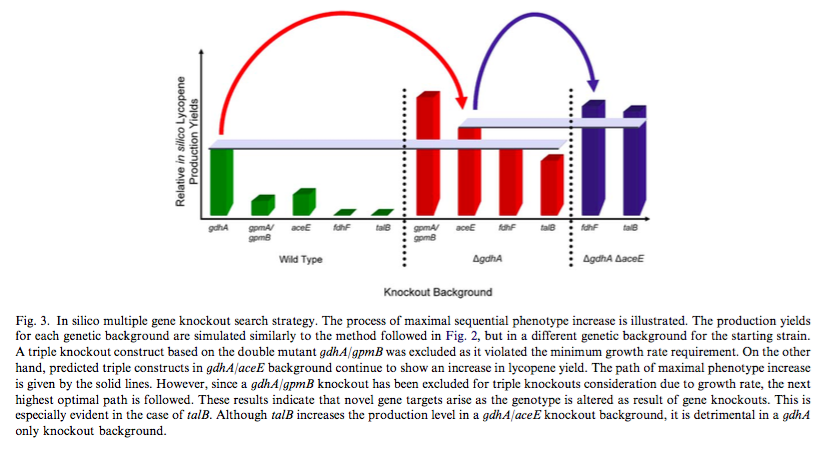 Relative in silico Lycopene
Production Yields
gdhA gpmA/ aceE fdhF talB gpmA/ aceE fdhF talB fdhF talB
gpmB gpmB
Wild Type ΔgdhA ΔgdhA ΔaceE
Knockout Background
Fig. 3. In silico multiple gene knockout search strategy. The process of maximal sequential phenotype increase is illustrated. The production yields
for each genetic background are simulated similarly to the method followed in Fig. 2, but in a different genetic background for the starting strain.
A triple knockout construct based on the double mutant gdhA/gpmB was excluded as it violated the minimum growth rate requirement. On the other
hand, predicted triple constructs in gdhA/aceE background continue to show an increase in lycopene yield. The path of maximal phenotype increase
is given by the solid lines. However, since a gdhA/gpmB knockout has been excluded for triple knockouts consideration due to growth rate, the next
highest optimal path is followed. These results indicate that novel gene targets arise as the genotype is altered as result of gene knockouts. This is
especially evident in the case of talB. Although talB increases the production level in a gdhA/aceE knockout background, it is detrimental in a gdhA
only knockout background.